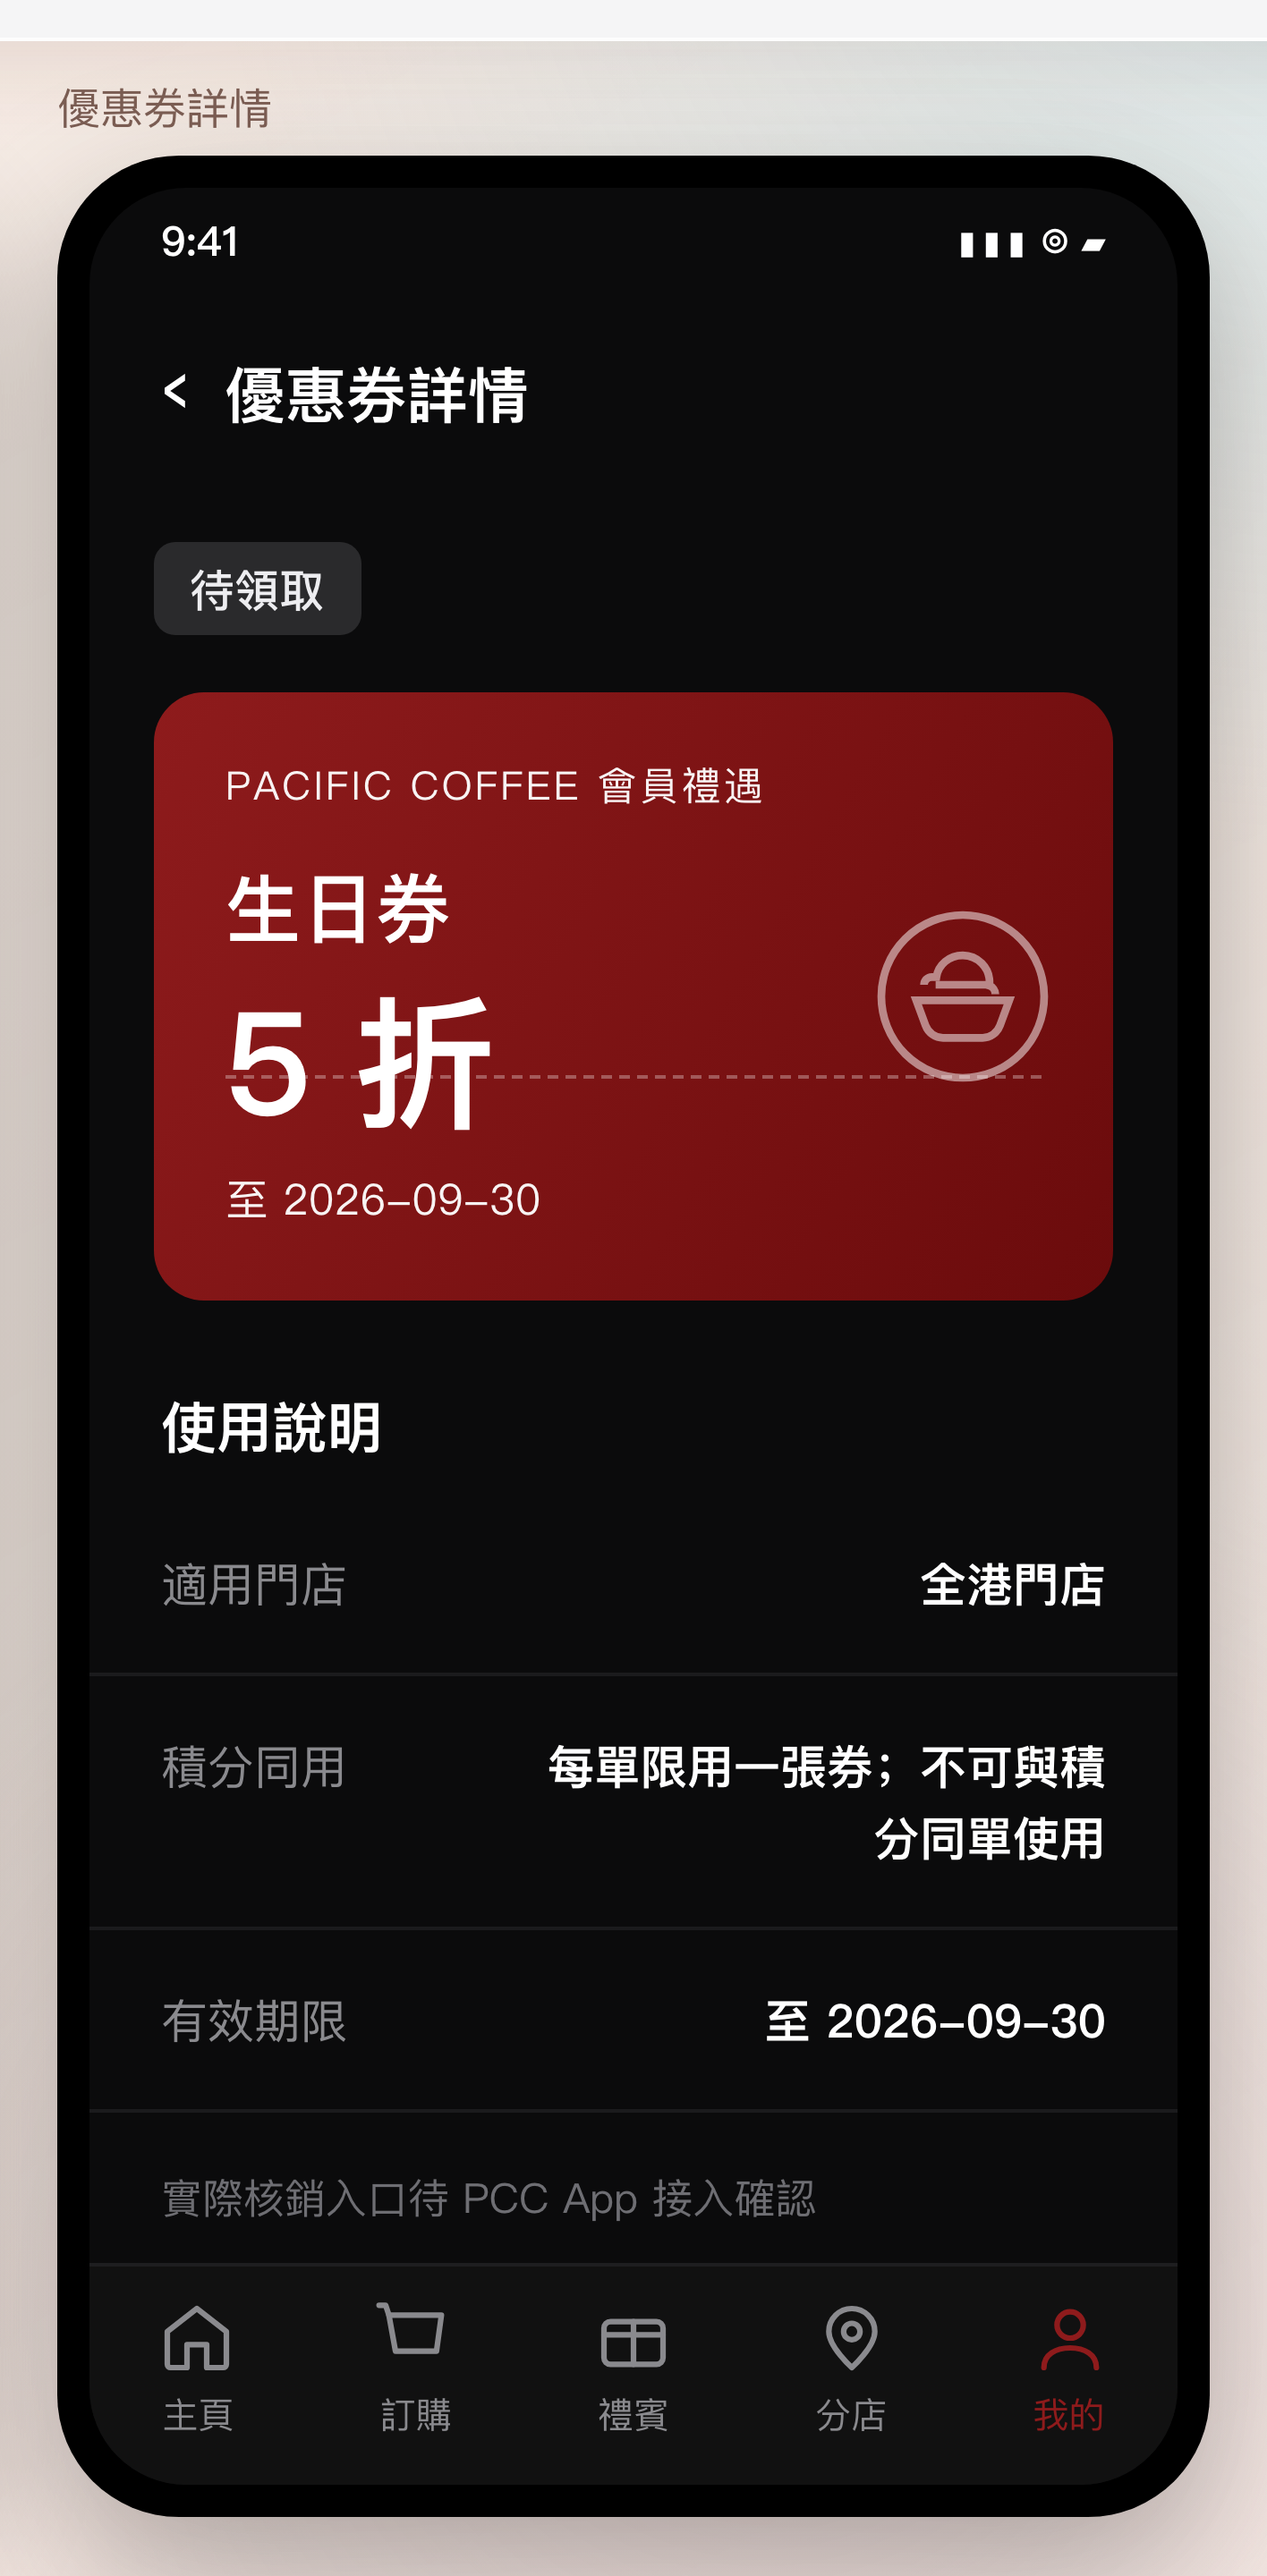 優惠券詳情
9:41
< 優惠券詳情
待領取
PACIFIC COFFEE 會員禮遇
生日券
5 折
至 2026-09-30
使用說明
適用門店 全港門店
積分同用 每單限用一張券；不可與積
分同單使用
有效期限 至 2026-09-30
實際核銷入口待 PCC App 接入確認
主頁 訂購 禮賓 分店 我的